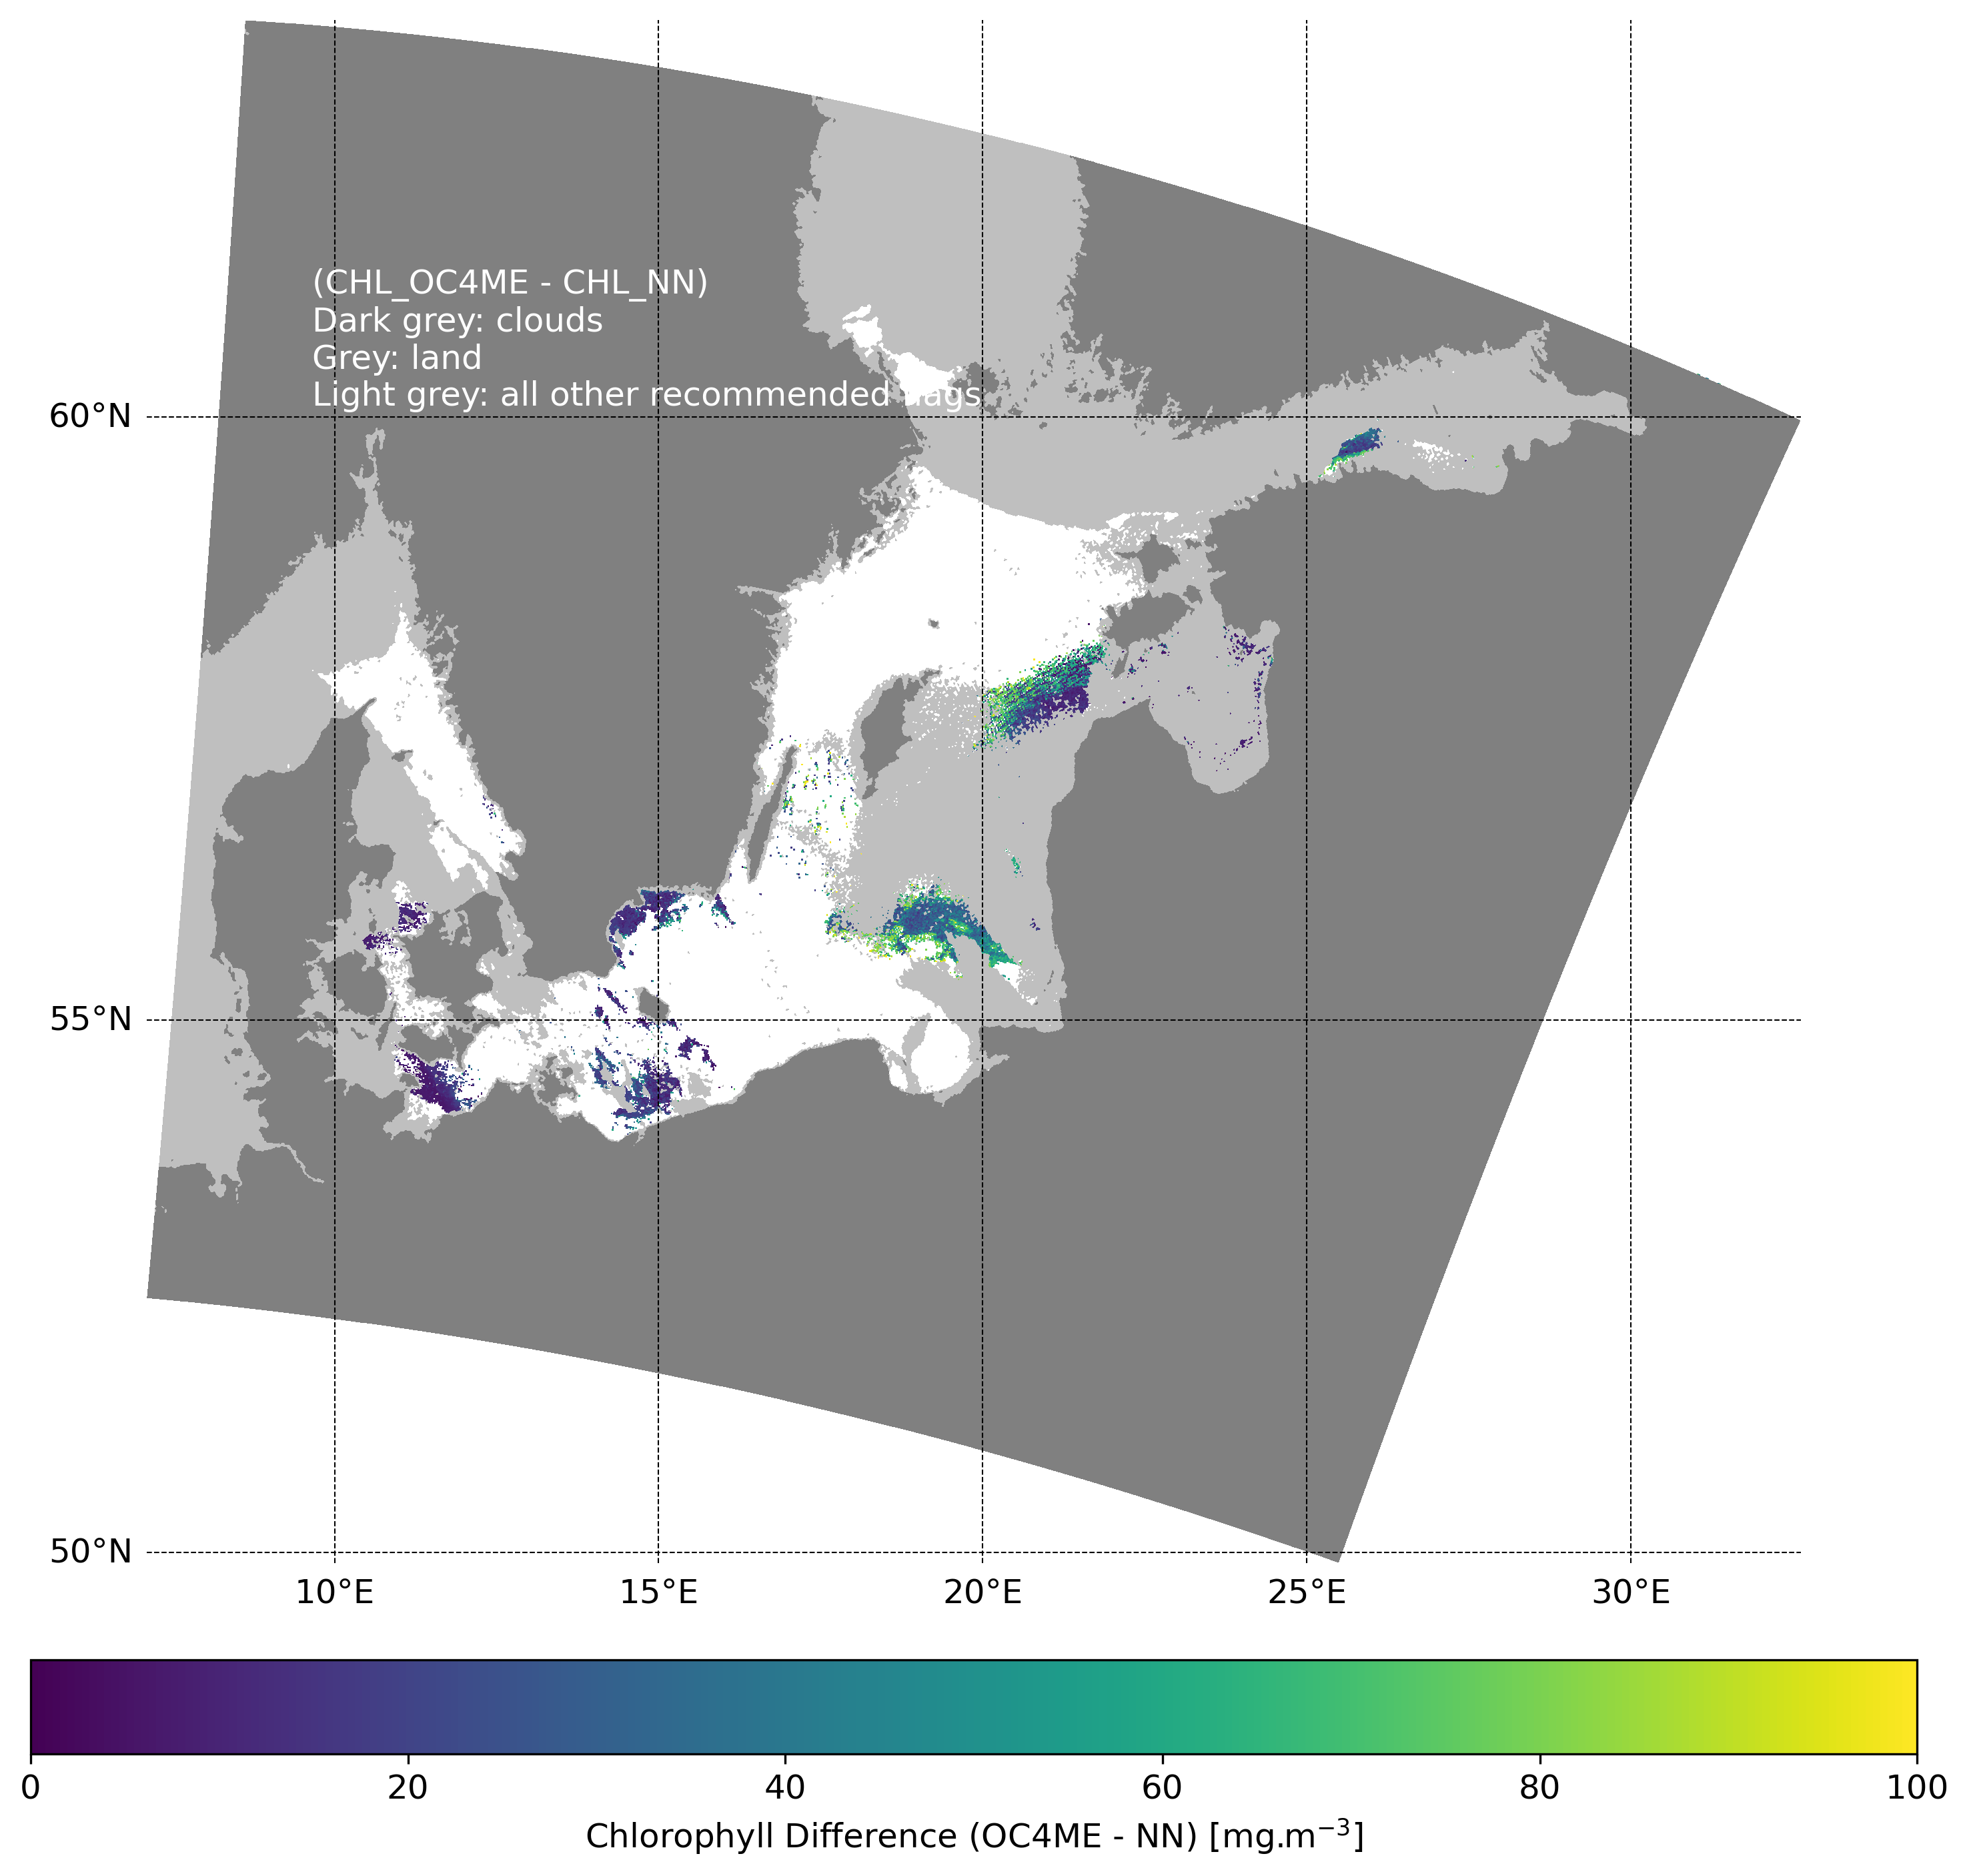 (CHL_OC4ME - CHL_NN)
Dark grey: clouds
Grey: land
Light grey: all other recommended flags
60°N
55°N
50°N
10°E 15°E 20°E 25°E 30°E
0 20 40 60 80 100
Chlorophyll Difference (OC4ME - NN) [mg.m⁻³]